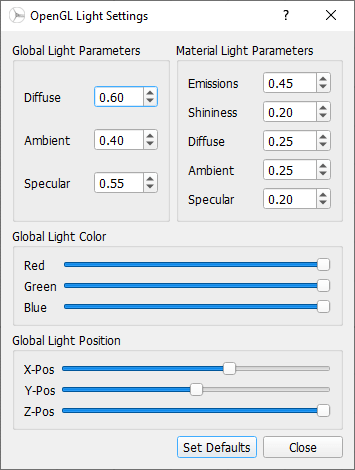 OpenGL Light Settings
Global Light Parameters
Diffuse 0.60
Ambient 0.40
Specular 0.55
Material Light Parameters
Emissions 0.45
Shininess 0.20
Diffuse 0.25
Ambient 0.25
Specular 0.20
Global Light Color
Red
Green
Blue
Global Light Position
X-Pos
Y-Pos
Z-Pos
Set Defaults Close